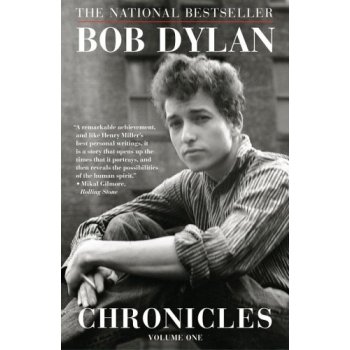 THE NATIONAL BESTSELLER
BOB DYLAN
"A remarkable achievement,
and like Henry Miller's
best personal writings, it
is a story that opens up the
times that it portrays, and
then reveals the possibilities
of the human spirit."
• Mikal Gilmore,
Rolling Stone
CHRONICLES
VOLUME ONE